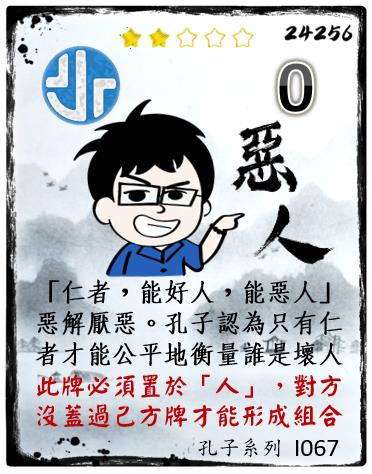 24256
0
惡人
「仁者，能好人，能惡人」
惡解厭惡。孔子認為只有仁
者才能公平地衡量誰是壞人
此牌必須置於「人」，對方
沒蓋過己方牌才能形成組合
孔子系列 I067